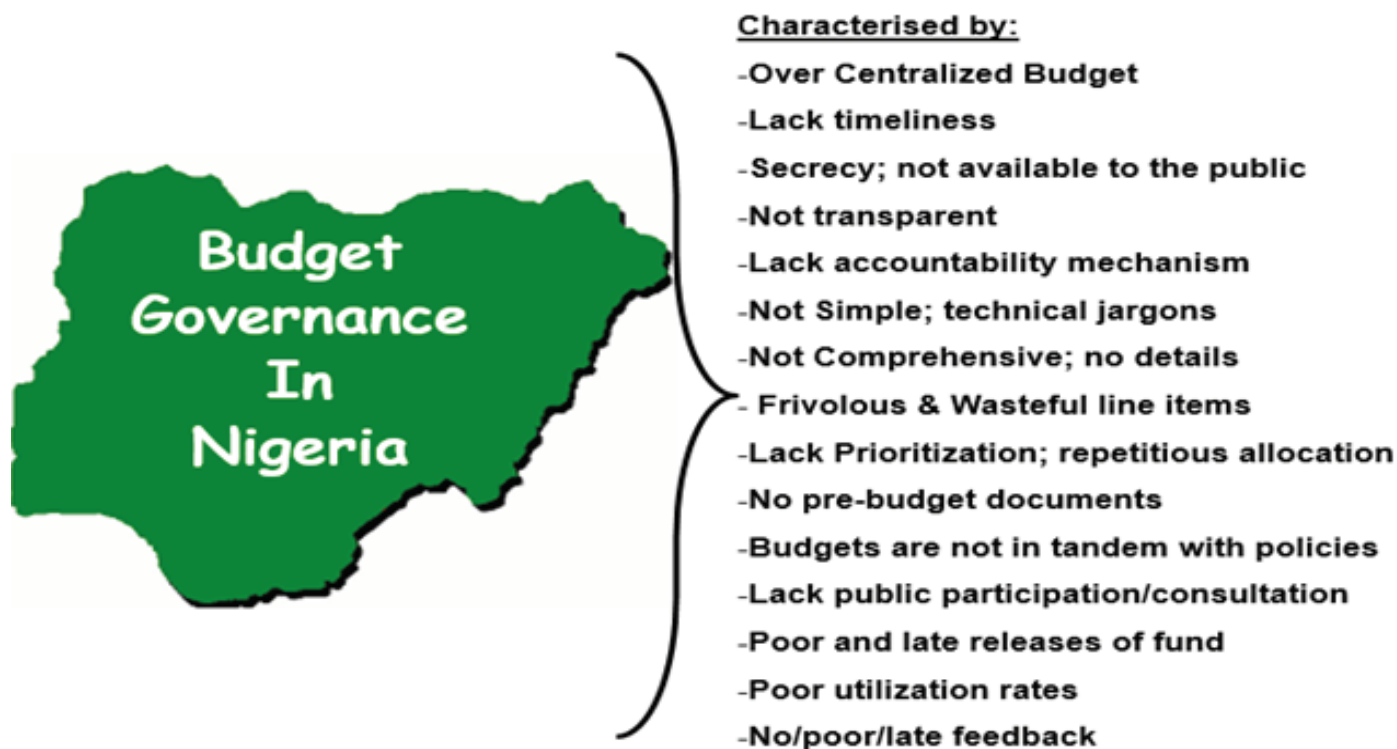 Budget
Governance
In
Nigeria
Characterised by:
-Over Centralized Budget
-Lack timeliness
-Secrecy; not available to the public
-Not transparent
-Lack accountability mechanism
-Not Simple; technical jargons
-Not Comprehensive; no details
- Frivolous & Wasteful line items
-Lack Prioritization; repetitious allocation
-No pre-budget documents
-Budgets are not in tandem with policies
-Lack public participation/consultation
-Poor and late releases of fund
-Poor utilization rates
-No/poor/late feedback